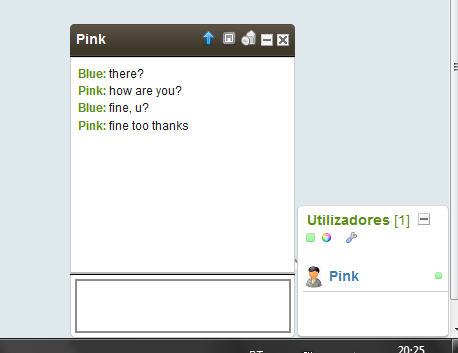 Pink
Blue: there?
Pink: how are you?
Blue: fine, u?
Pink: fine too thanks
Utilizadores [1]
Pink
20:25